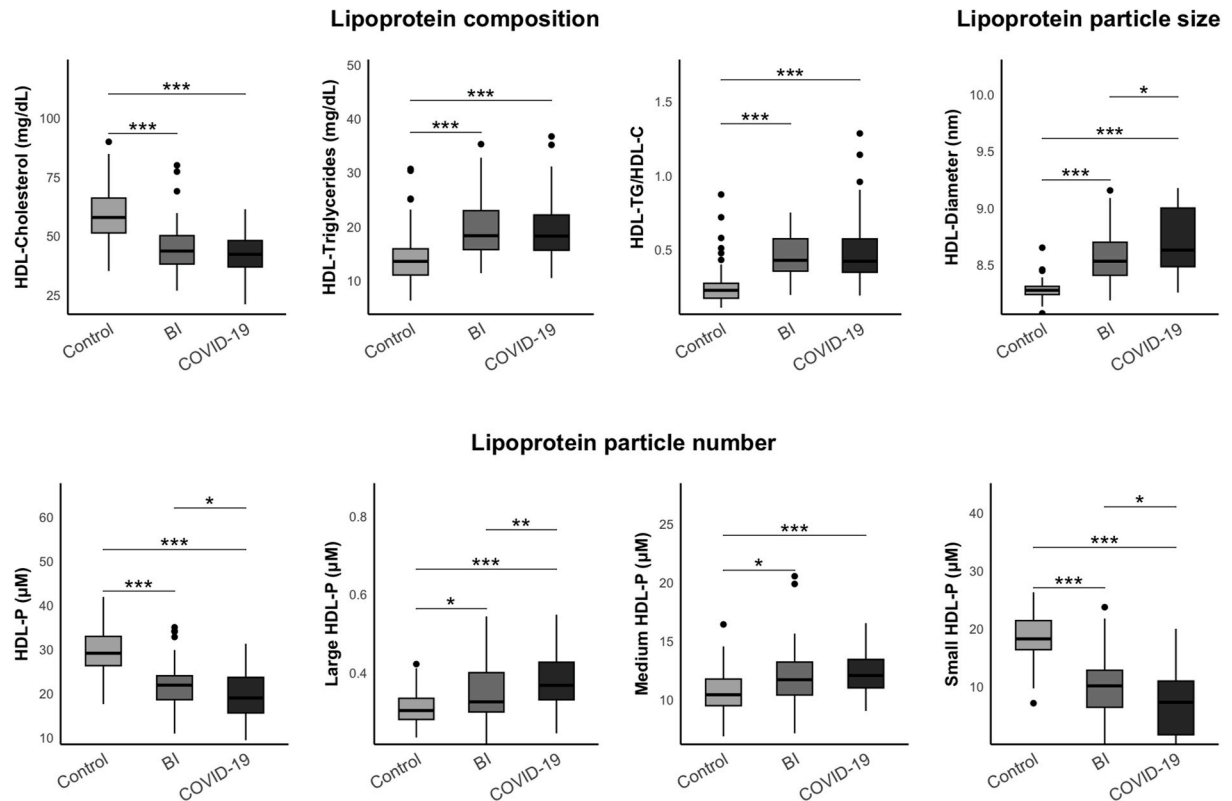 Lipoprotein composition
Lipoprotein particle size
HDL-Cholesterol (mg/dL)
100
75
50
25
***
***
Control
BI
COVID-19
HDL-Triglycerides (mg/dL)
50
40
30
20
10
***
***
Control
BI
COVID-19
HDL-TG/HDL-C
1.5
1.0
0.5
***
***
Control
BI
COVID-19
HDL-Diameter (nm)
10.0
9.5
9.0
8.5
*
***
***
Control
BI
COVID-19
Lipoprotein particle number
HDL-P (µM)
60
50
40
30
20
10
*
***
***
Control
BI
COVID-19
Large HDL-P (µM)
0.8
0.6
0.4
**
***
*
Control
BI
COVID-19
Medium HDL-P (µM)
25
20
15
10
***
*
Control
BI
COVID-19
Small HDL-P (µM)
40
30
20
10
*
***
***
Control
BI
COVID-19